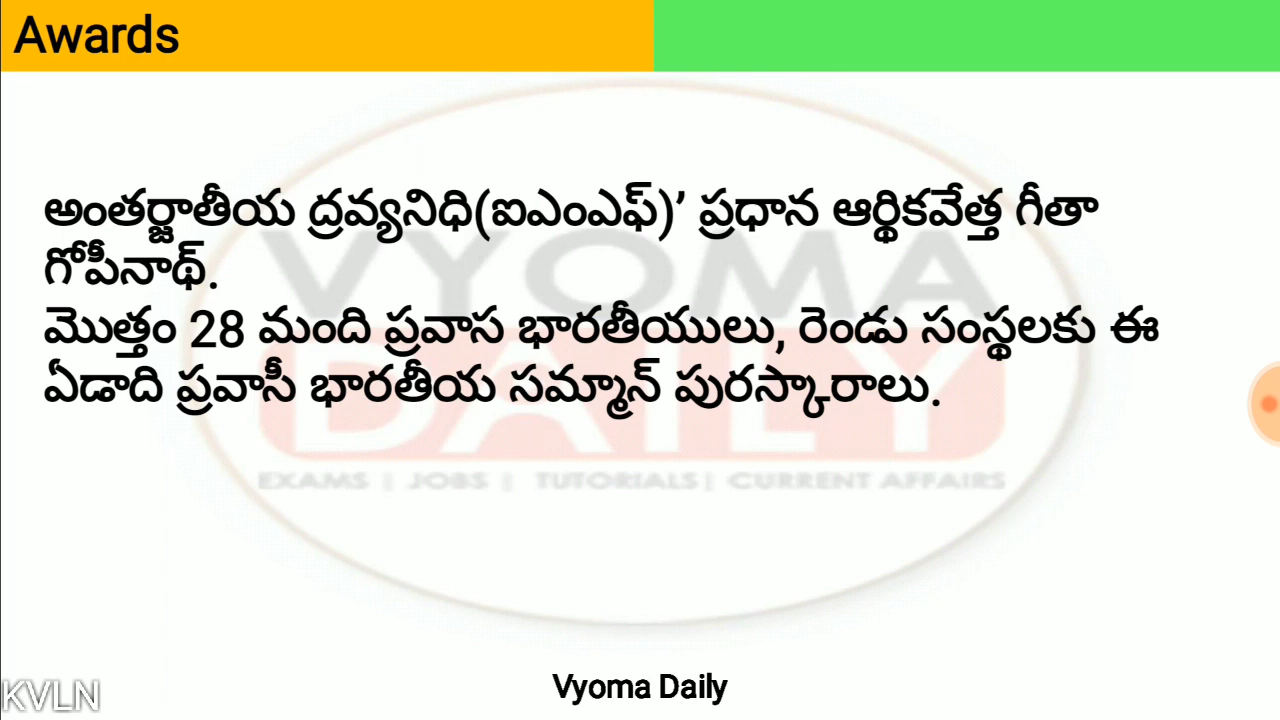 Awards
అంతర్జాతీయ ద్రవ్యనిధి(ఐఎంఎఫ్)’ ప్రధాన ఆర్థికవేత్త గీతా
గోపీనాథ్.
మొత్తం 28 మంది ప్రవాస భారతీయులు, రెండు సంస్థలకు ఈ
ఏడాది ప్రవాసీ భారతీయ సమ్మాన్ పురస్కారాలు.
VYOMA
DAILY
EXAMS | JOBS | TUTORIALS | CURRENT AFFAIRS
Vyoma Daily
KVLN